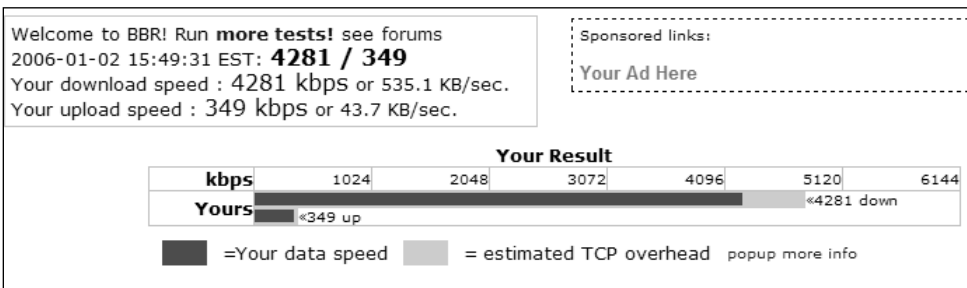 Welcome to BBR! Run more tests! see forums
2006-01-02 15:49:31 EST: 4281 / 349
Your download speed : 4281 kbps or 535.1 KB/sec.
Your upload speed : 349 kbps or 43.7 KB/sec.
Sponsored links:
Your Ad Here
Your Result
kbps 1024 2048 3072 4096 5120 6144
Yours «4281 down
«349 up
=Your data speed = estimated TCP overhead popup more info